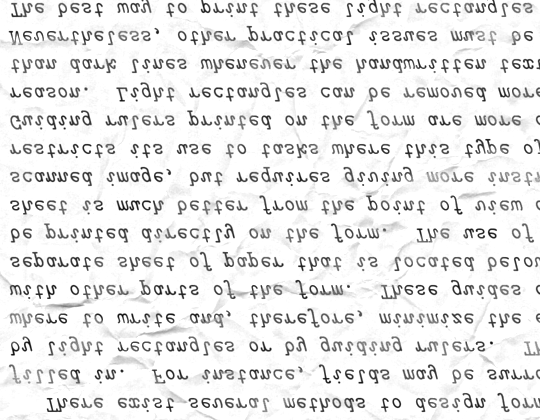 There exist several methods to design form
filled in. For instance, fields may be surro
by light rectangles or by guiding rulers. Th
where to write and, therefore, minimize the e
with other parts of the form. These guides c
separate sheet of paper that is located below
be printed directly on the form. The use of
sheet is much better from the point of view o
scanned image, but requires giving more instr
restricts its use to tasks where this type of
Guiding rulers printed on the form are more c
reason. Light rectangles can be removed more
than dark lines whenever the handwritten text
Nevertheless, other practical issues must be
The best way to print these light rectangles